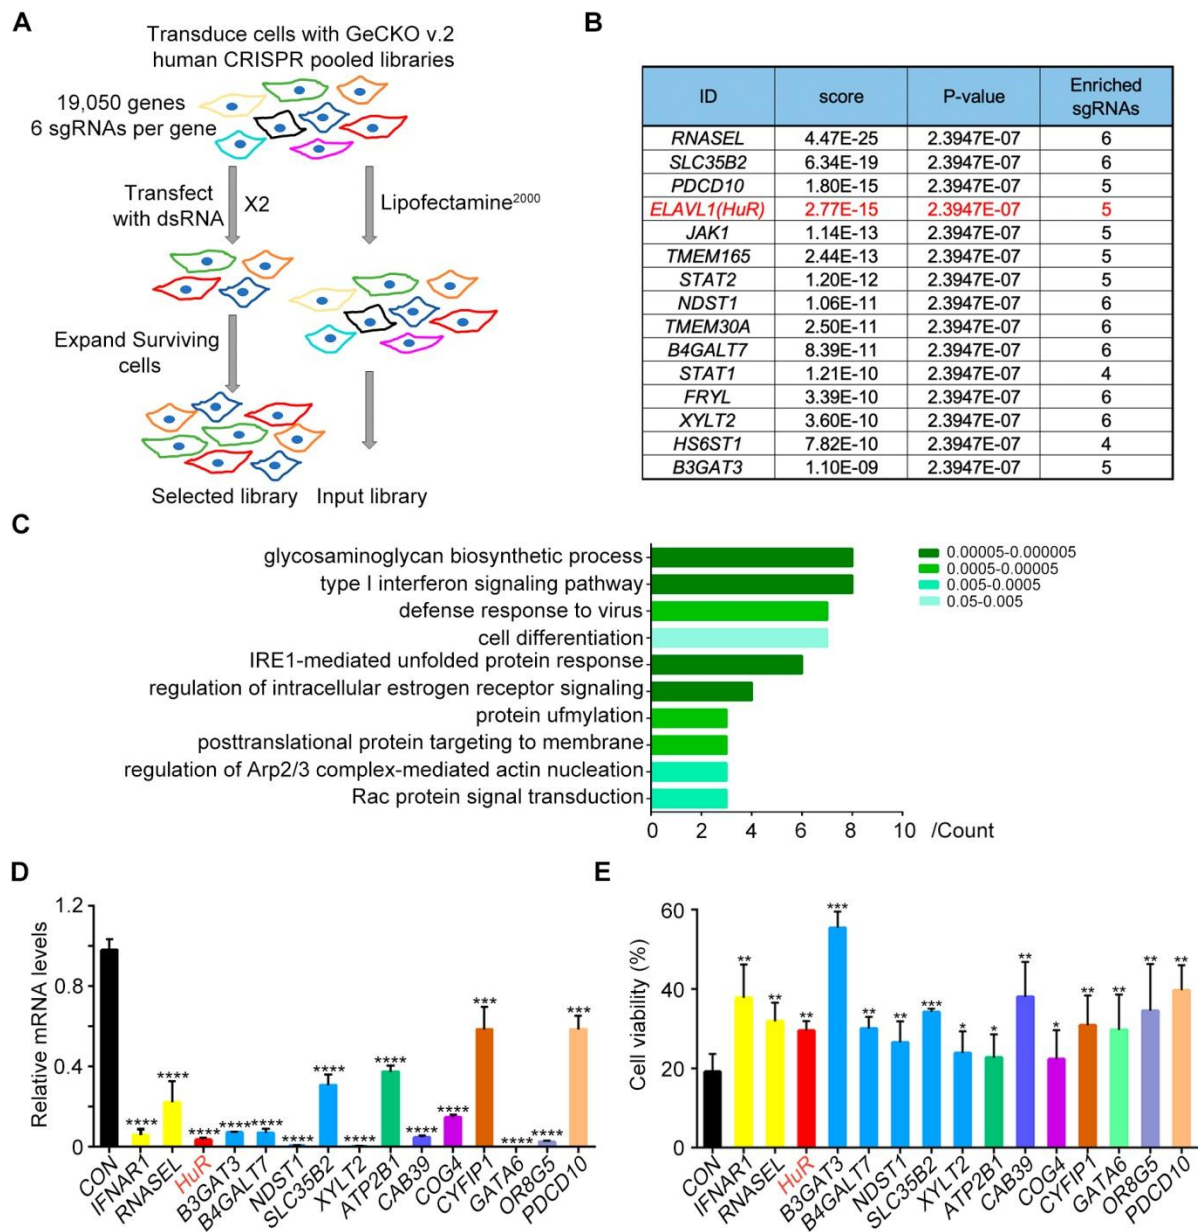 A
Transduce cells with GeCKO v.2
human CRISPR pooled libraries
19,050 genes
6 sgRNAs per gene
Transfect
with dsRNA
X2
Lipofectamine2000
Expand Surviving
cells
Selected library
Input library
B
ID score P-value Enriched sgRNAs
RNASEL 4.47E-25 2.3947E-07 6
SLC35B2 6.34E-19 2.3947E-07 6
PDCD10 1.80E-15 2.3947E-07 5
ELAVL1(HuR) 2.77E-15 2.3947E-07 5
JAK1 1.14E-13 2.3947E-07 5
TMEM165 2.44E-13 2.3947E-07 5
STAT2 1.20E-12 2.3947E-07 5
NDST1 1.06E-11 2.3947E-07 6
TMEM30A 2.50E-11 2.3947E-07 6
B4GALT7 8.39E-11 2.3947E-07 6
STAT1 1.21E-10 2.3947E-07 4
FRYL 3.39E-10 2.3947E-07 6
XYLT2 3.60E-10 2.3947E-07 6
HS6ST1 7.82E-10 2.3947E-07 4
B3GAT3 1.10E-09 2.3947E-07 5
C
glycosaminoglycan biosynthetic process
type I interferon signaling pathway
defense response to virus
cell differentiation
IRE1-mediated unfolded protein response
regulation of intracellular estrogen receptor signaling
protein ufmylation
posttranslational protein targeting to membrane
regulation of Arp2/3 complex-mediated actin nucleation
Rac protein signal transduction
0 2 4 6 8 10 /Count
0.00005-0.000005
0.0005-0.00005
0.005-0.0005
0.05-0.005
D
Relative mRNA levels
1.2
0.8
0.4
0
**** **** **** **** **** **** **** **** **** **** **** *** **** **** ***
CON IFNAR1 RNASEL HuR B3GAT3 B4GALT7 NDST1 SLC35B2 XYLT2 ATP2B1 CAB39 COG4 CYFIP1 GATA6 OR8G5 PDCD10
E
Cell viability (%)
60
40
20
0
** ** ** *** ** ** *** * * ** * ** ** ** **
CON IFNAR1 RNASEL HuR B3GAT3 B4GALT7 NDST1 SLC35B2 XYLT2 ATP2B1 CAB39 COG4 CYFIP1 GATA6 OR8G5 PDCD10